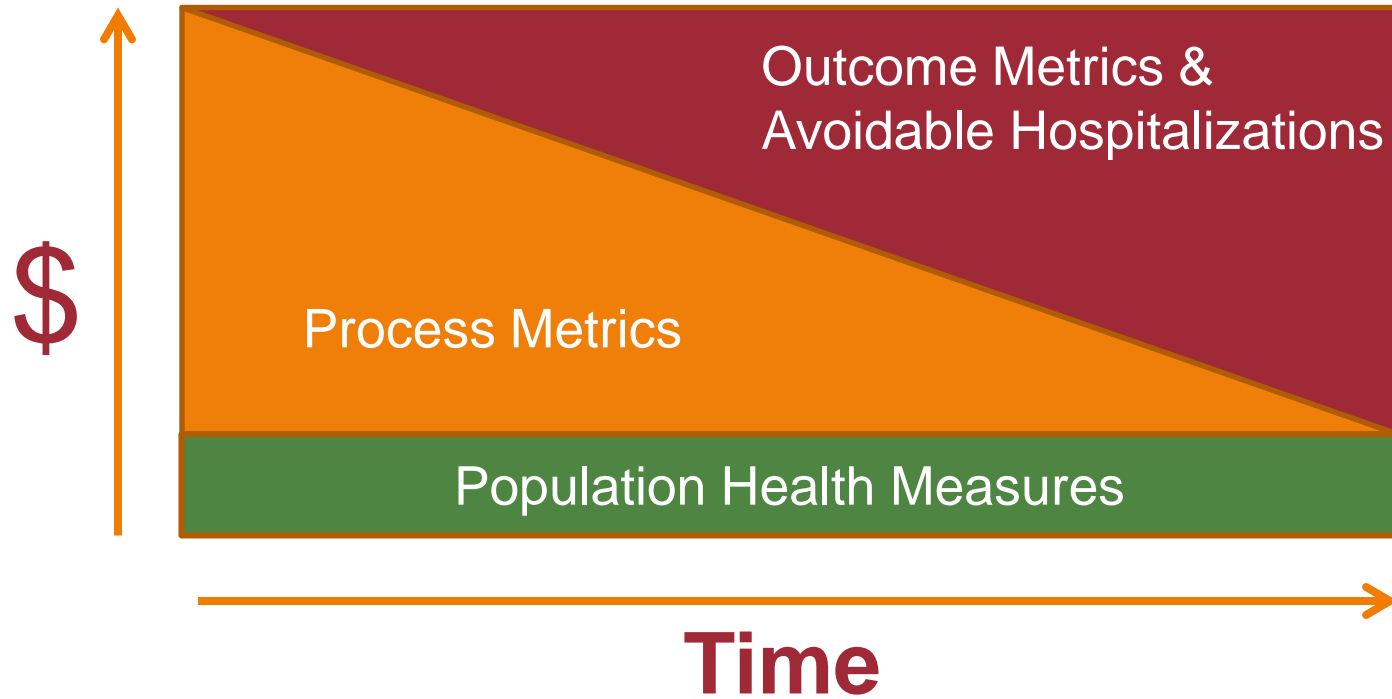 Outcome Metrics &
Avoidable Hospitalizations
$
Process Metrics
Population Health Measures
Time